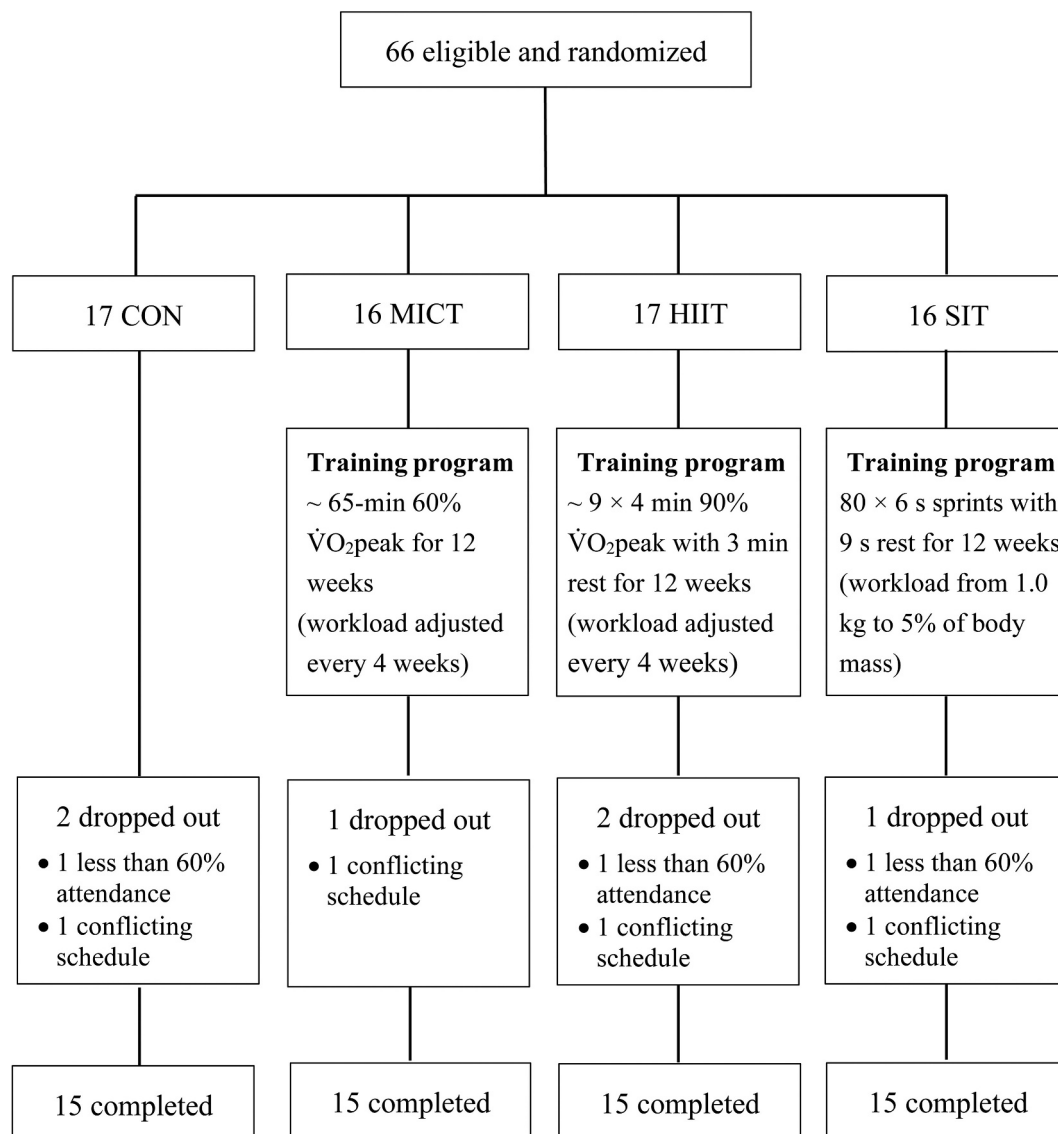 66 eligible and randomized
17 CON
16 MICT
17 HIIT
16 SIT
Training program
~ 65-min 60%
V̇O₂peak for 12
weeks
(workload adjusted
every 4 weeks)
Training program
~ 9 × 4 min 90%
V̇O₂peak with 3 min
rest for 12 weeks
(workload adjusted
every 4 weeks)
Training program
80 × 6 s sprints with
9 s rest for 12 weeks
(workload from 1.0
kg to 5% of body
mass)
2 dropped out
• 1 less than 60%
attendance
• 1 conflicting
schedule
1 dropped out
• 1 conflicting
schedule
2 dropped out
• 1 less than 60%
attendance
• 1 conflicting
schedule
1 dropped out
• 1 less than 60%
attendance
• 1 conflicting
schedule
15 completed
15 completed
15 completed
15 completed